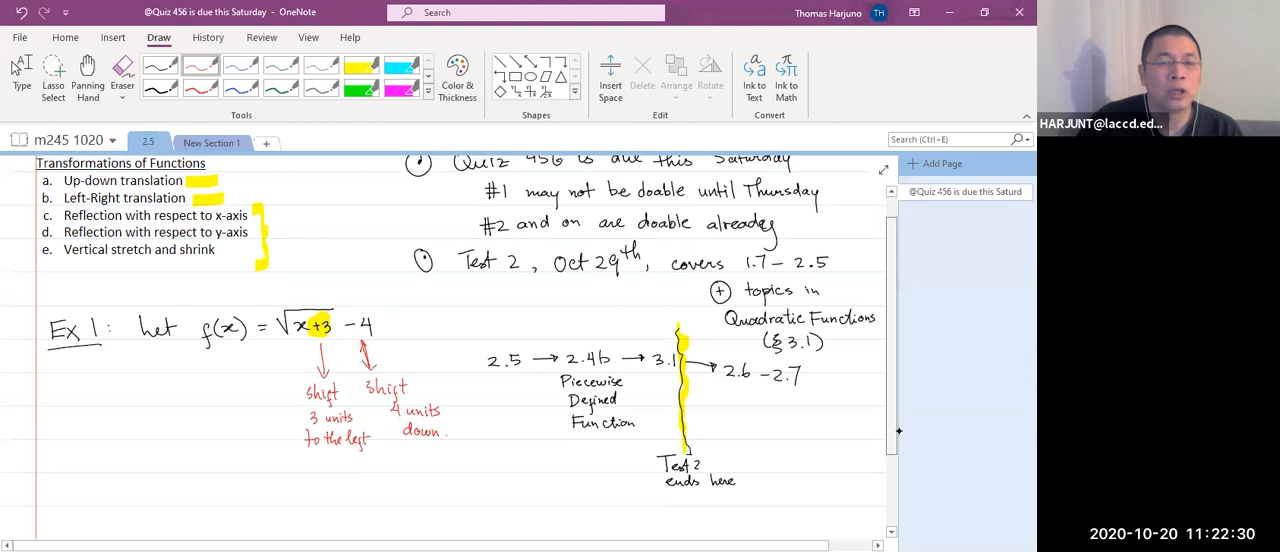 @Quiz 456 is due this Saturday - OneNote
Search
Thomas Harjuno
TH
File
Home
Insert
Draw
History
Review
View
Help
Type
Lasso
Select
Panning
Hand
Eraser
Color &
Thickness
Insert
Space
Delete
Arrange
Rotate
Ink to
Text
Ink to
Math
Tools
Shapes
Edit
Convert
m245 1020
2.5
New Section 1
Search (Ctrl+E)
Add Page
@Quiz 456 is due this Saturd
HARJUNT@laccd.ed...
Transformations of Functions
a. Up-down translation
b. Left-Right translation
c. Reflection with respect to x-axis
d. Reflection with respect to y-axis
e. Vertical stretch and shrink
Quiz 456 is due this Saturday
#1 may not be doable until Thursday
#2 and on are doable already
Test 2, Oct 29th, covers 1.7 - 2.5
+ topics in
Quadratic Functions
(§ 3.1)
Ex 1: Let f(x) = √x+3 - 4
shift
3 units
to the left
shift
4 units
down.
2.5 → 2.4b → 3.1 → 2.6 - 2.7
Piecewise
Defined
Function
Test 2
ends here
2020-10-20 11:22:30